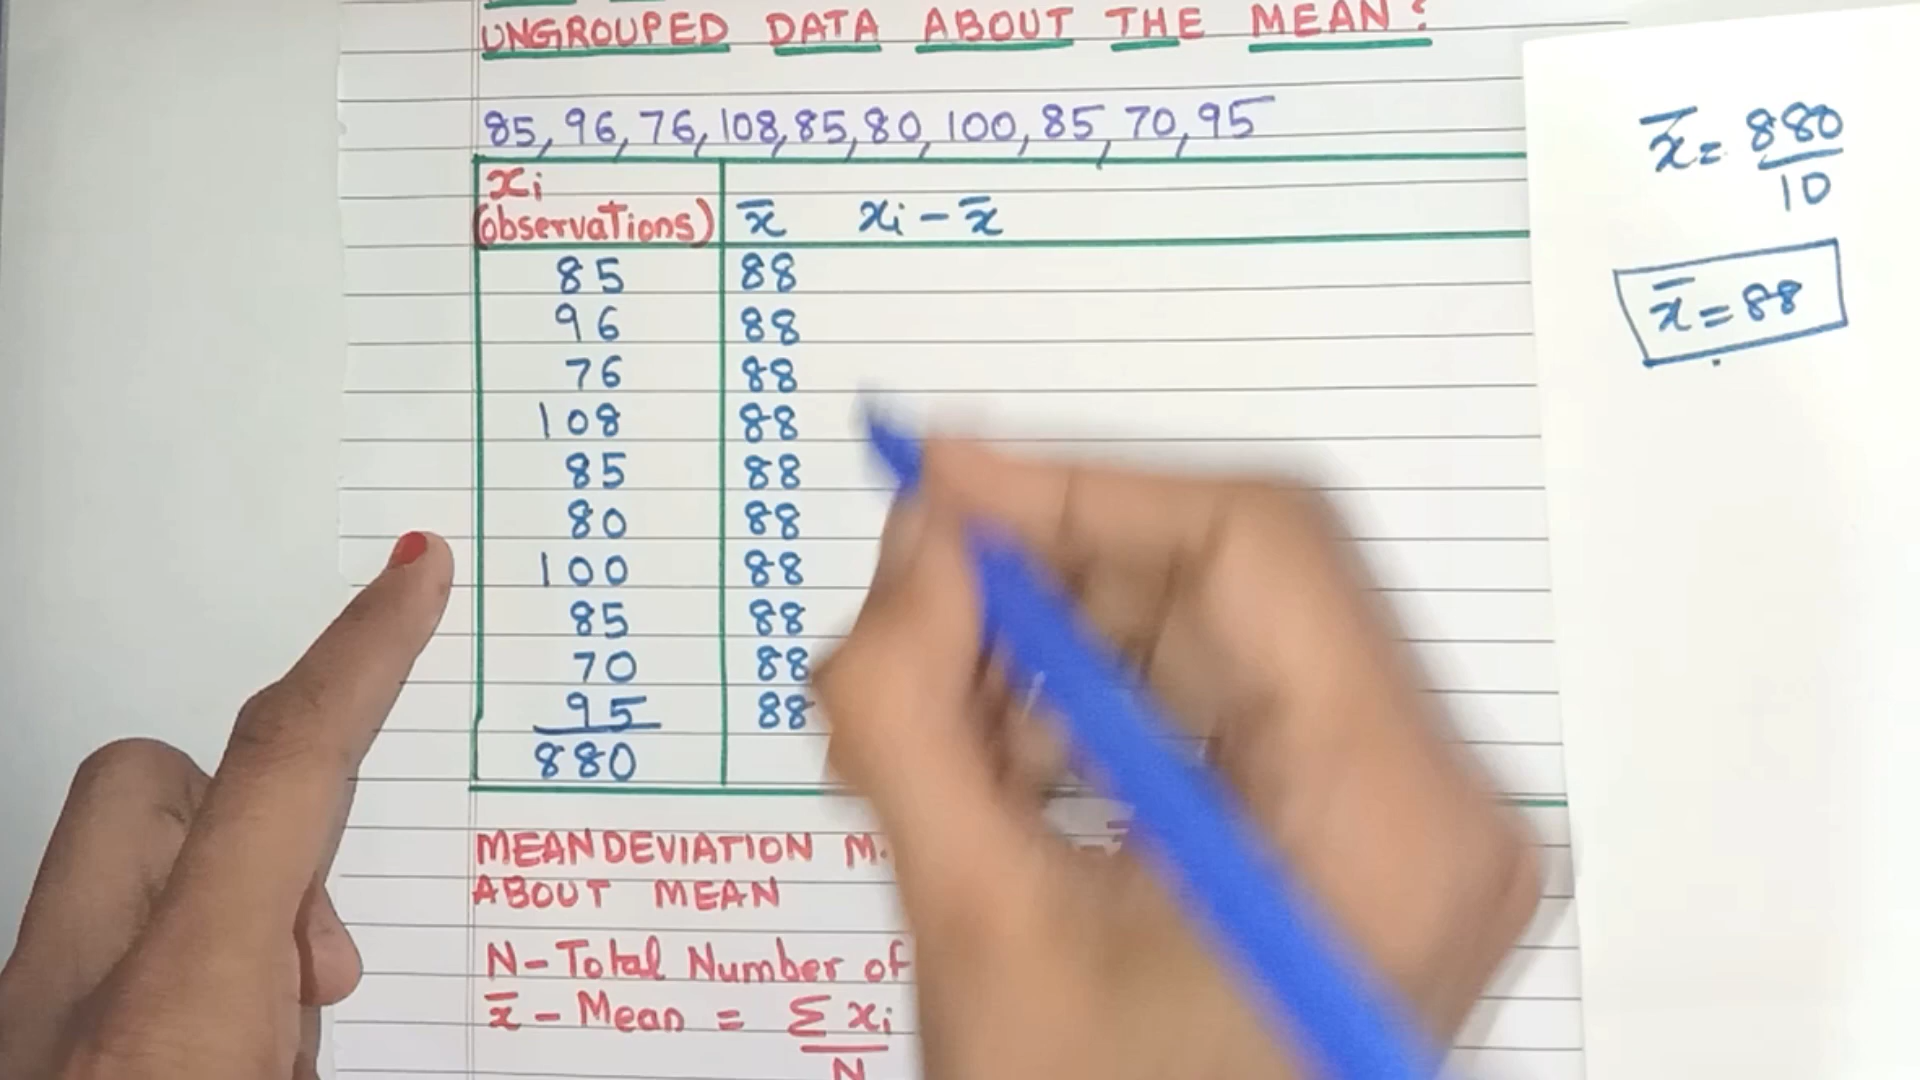 UNGROUPED DATA ABOUT THE MEAN?
85, 96, 76, 108, 85, 80, 100, 85, 70, 95
xi
(observations) x̄ xi - x̄
85 88
96 88
76 88
108 88
85 88
80 88
100 88
85 88
70 88
95 88
880
MEAN DEVIATION M.
ABOUT MEAN
N - Total Number of
x̄ - Mean = Σ xi
N
x̄ = 880
10
x̄ = 88